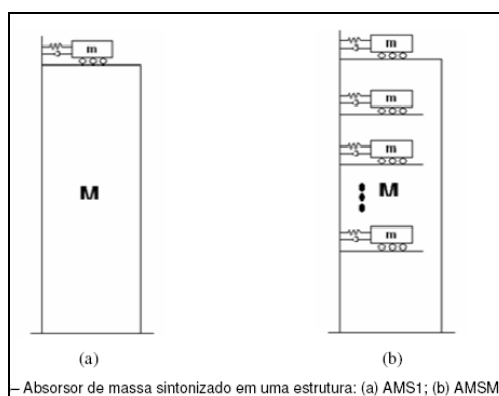 m
M
m
m
m
M
m
(a)
(b)
– Absorsor de massa sintonizado em uma estrutura: (a) AMS1; (b) AMSM